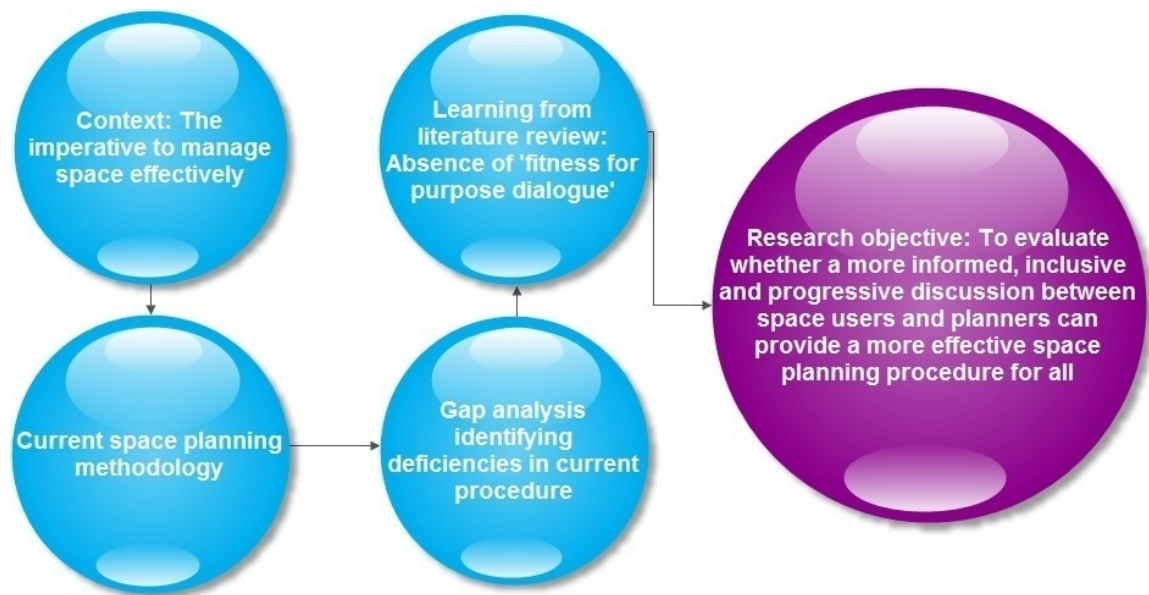 Context: The
imperative to manage
space effectively
Current space planning
methodology
Gap analysis
identifying
deficiencies in current
procedure
Learning from
literature review:
Absence of 'fitness for
purpose dialogue'
Research objective: To evaluate
whether a more informed, inclusive
and progressive discussion between
space users and planners can
provide a more effective space
planning procedure for all